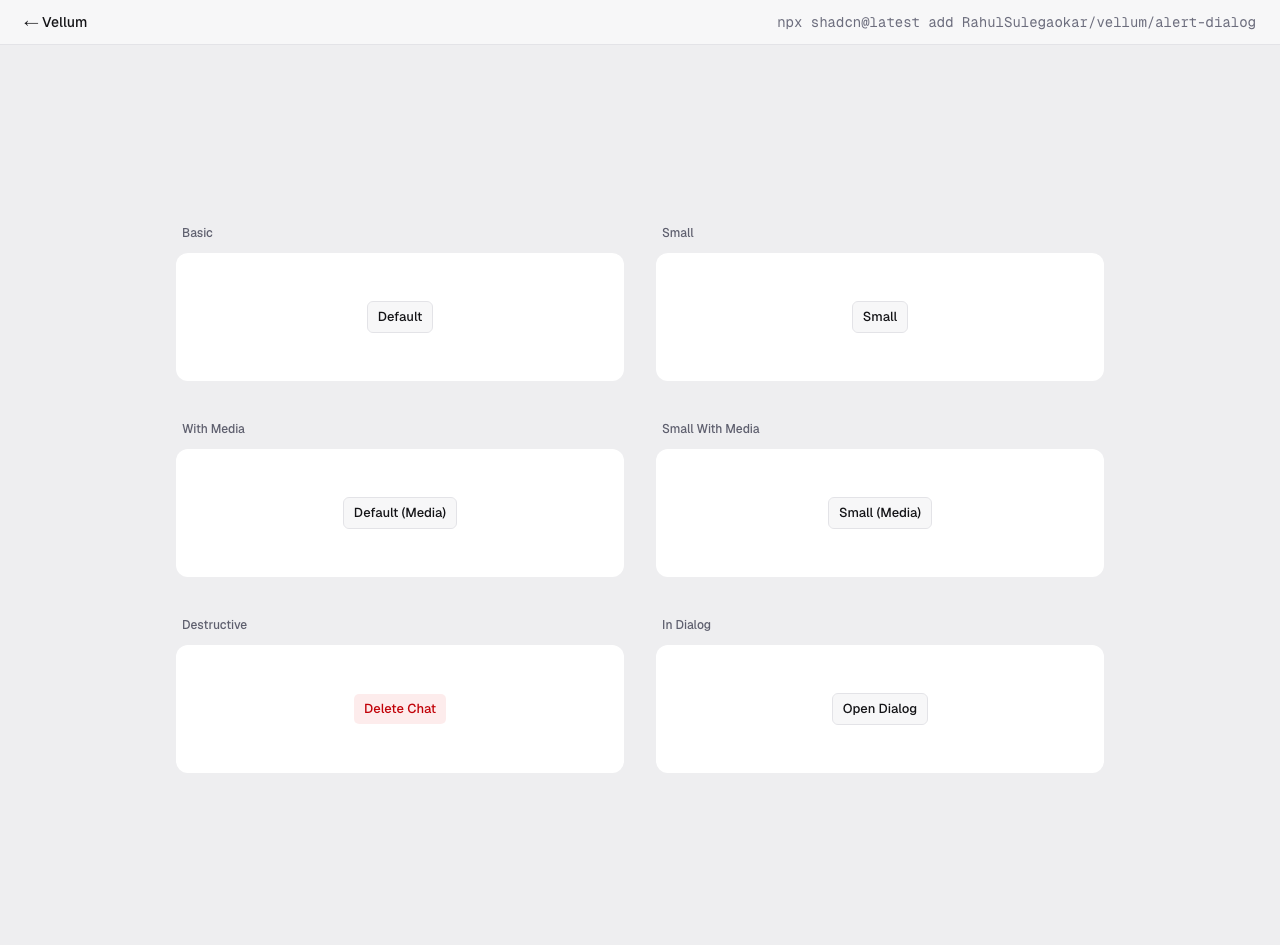 ← Vellum
npx shadcn@latest add RahulSulegaokar/vellum/alert-dialog
Basic
Small
Default
Small
With Media
Small With Media
Default (Media)
Small (Media)
Destructive
In Dialog
Delete Chat
Open Dialog